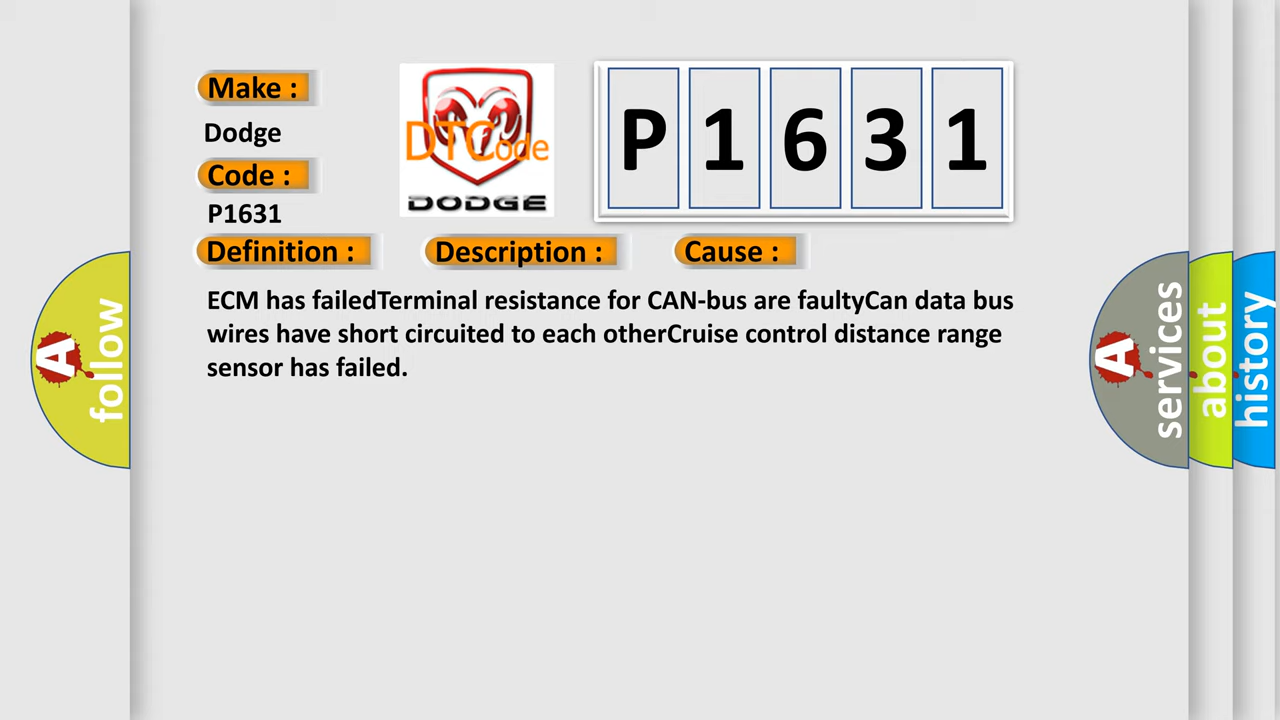 Make :
Dodge
Code :
P1631
DTCode
DODGE
P 1 6 3 1
Definition :
Description :
Cause :
ECM has failedTerminal resistance for CAN-bus are faultyCan data bus
wires have short circuited to each otherCruise control distance range
sensor has failed.
A follow
A services
about
history